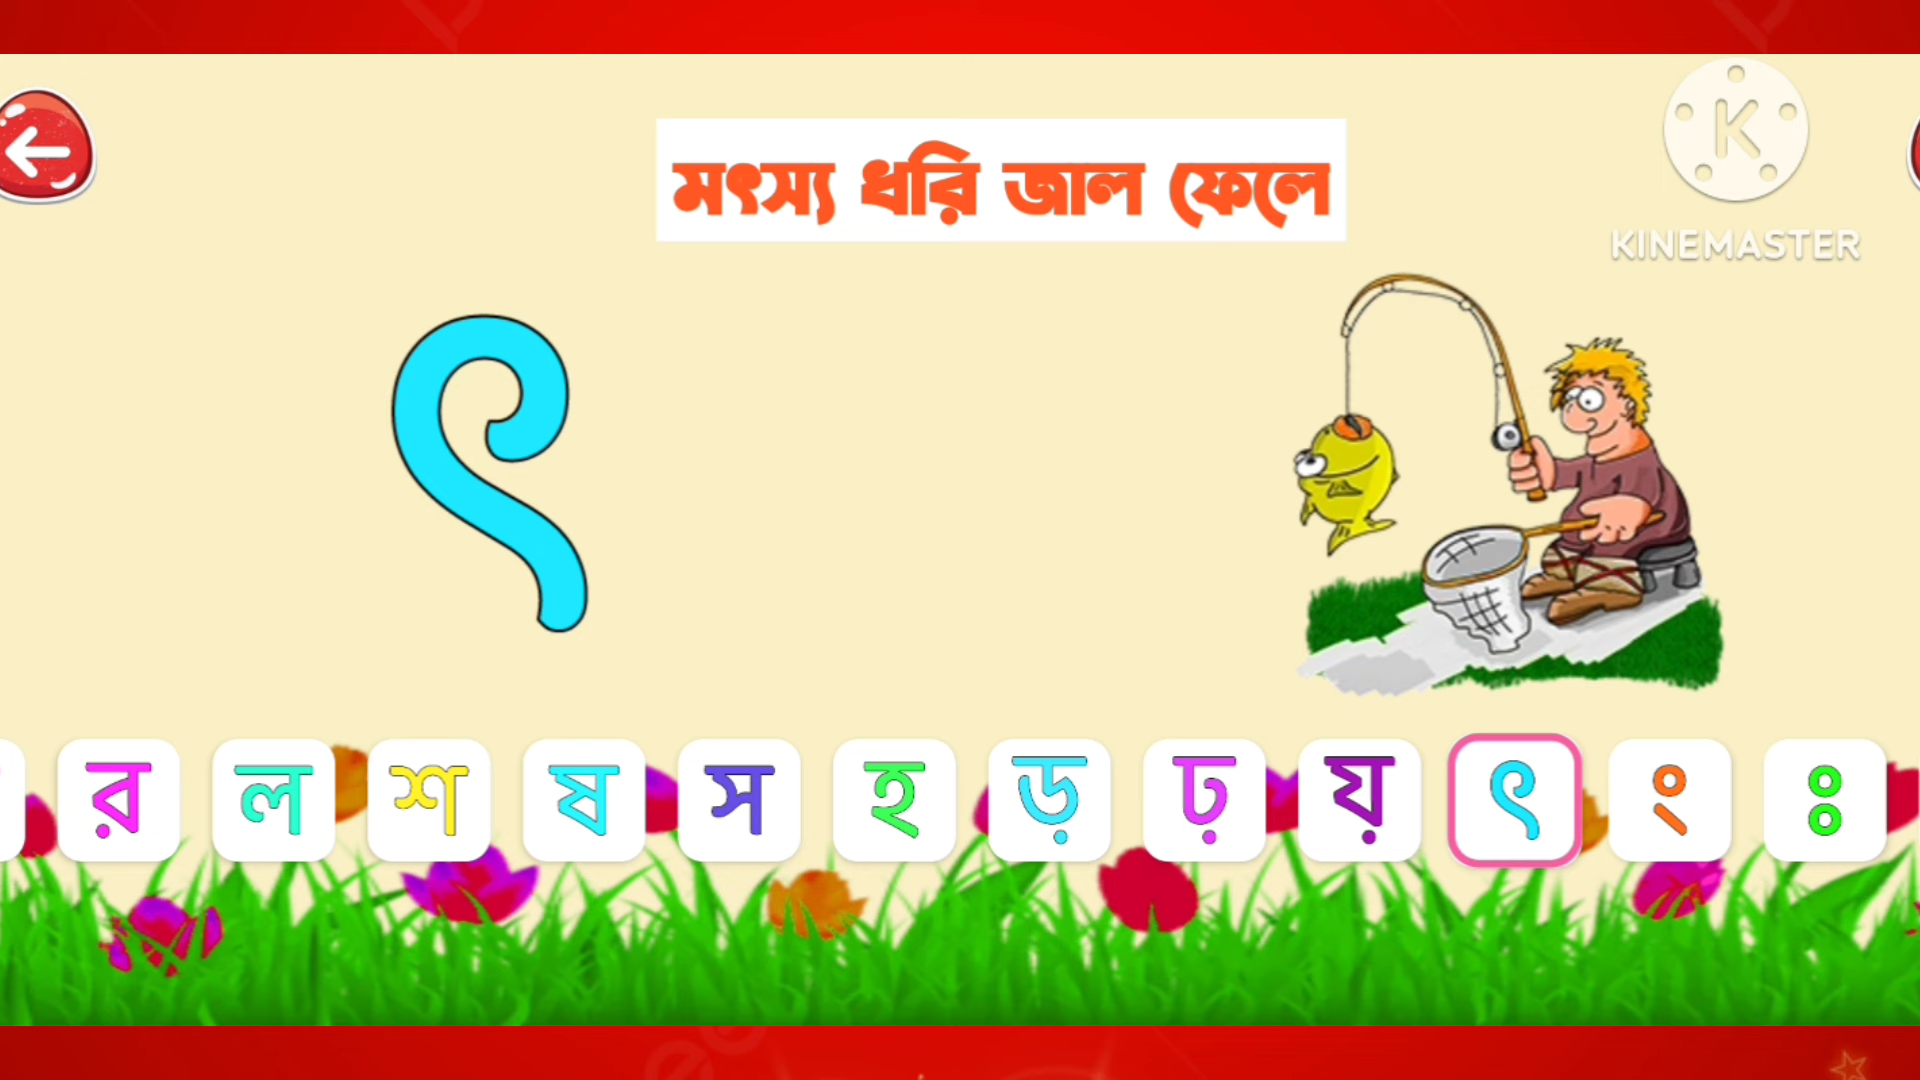 মৎস্য ধরি জাল ফেলে
K
KINEMASTER
ৎ
র ল শ ষ স হ ড় ঢ় য় ৎ ং ঃ